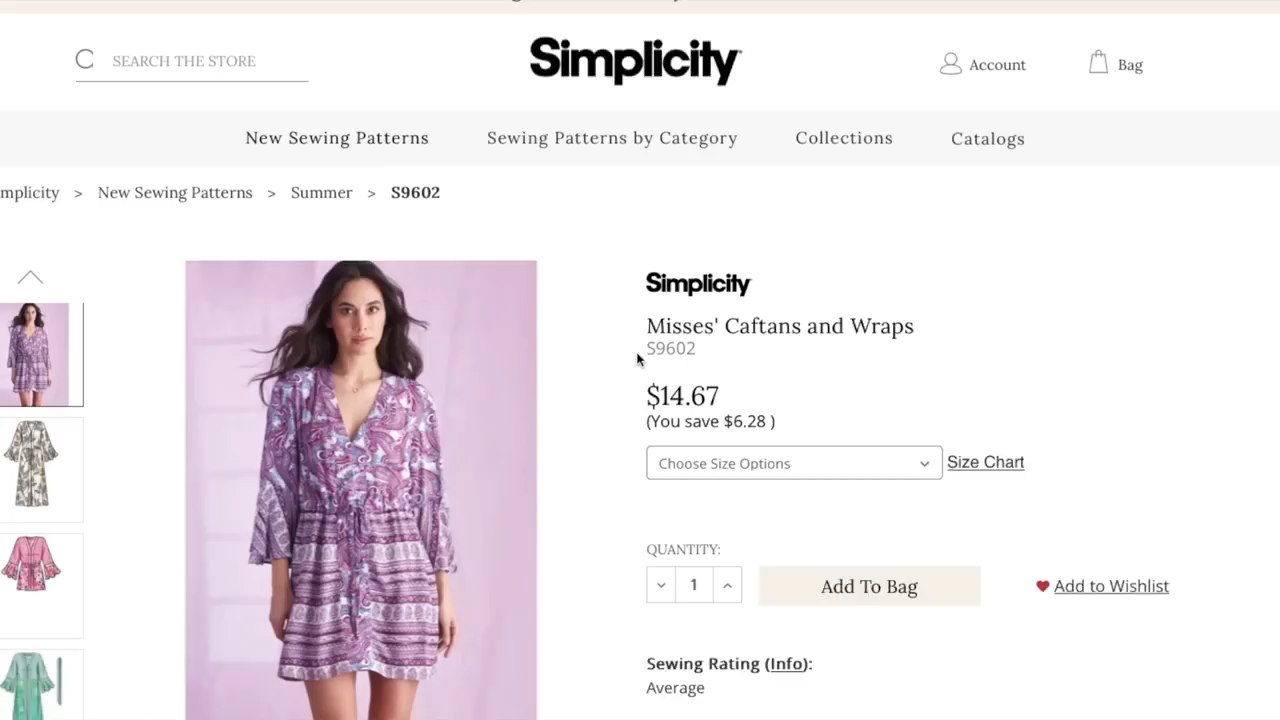 SEARCH THE STORE
Simplicity
Account
Bag
New Sewing Patterns
Sewing Patterns by Category
Collections
Catalogs
mplicity > New Sewing Patterns > Summer > S9602
Simplicity
Misses' Caftans and Wraps
S9602
$14.67
(You save $6.28 )
Choose Size Options
Size Chart
QUANTITY:
1
Add To Bag
Add to Wishlist
Sewing Rating (Info):
Average